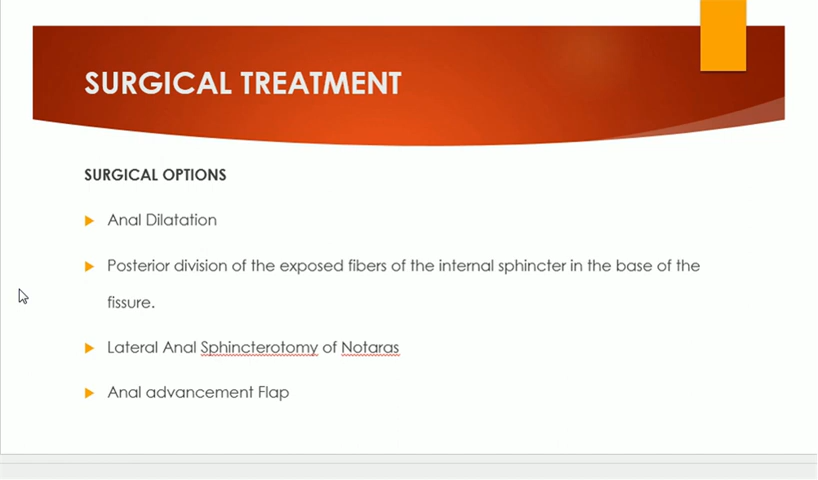 SURGICAL TREATMENT
SURGICAL OPTIONS
Anal Dilatation
Posterior division of the exposed fibers of the internal sphincter in the base of the
fissure.
Lateral Anal Sphincterotomy of Notaras
Anal advancement Flap